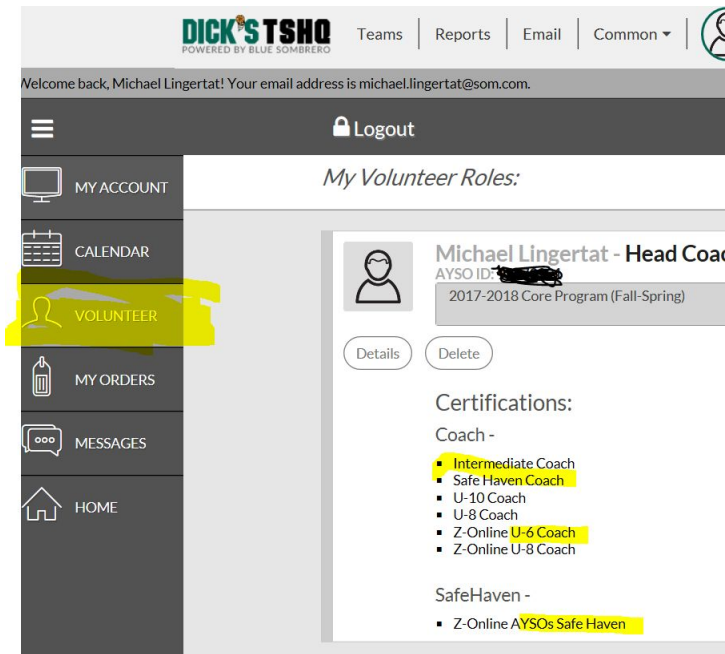 DICK'S TSHQ
POWERED BY BLUE SOMBRERO
Teams
Reports
Email
Common
Welcome back, Michael Lingertat! Your email address is michael.lingertat@som.com.
Logout
MY ACCOUNT
CALENDAR
VOLUNTEER
MY ORDERS
MESSAGES
HOME
My Volunteer Roles:
Michael Lingertat - Head Coac
AYSO ID:
2017-2018 Core Program (Fall-Spring)
Details
Delete
Certifications:
Coach -
Intermediate Coach
Safe Haven Coach
U-10 Coach
U-8 Coach
Z-Online U-6 Coach
Z-Online U-8 Coach
SafeHaven -
Z-Online AYSOs Safe Haven